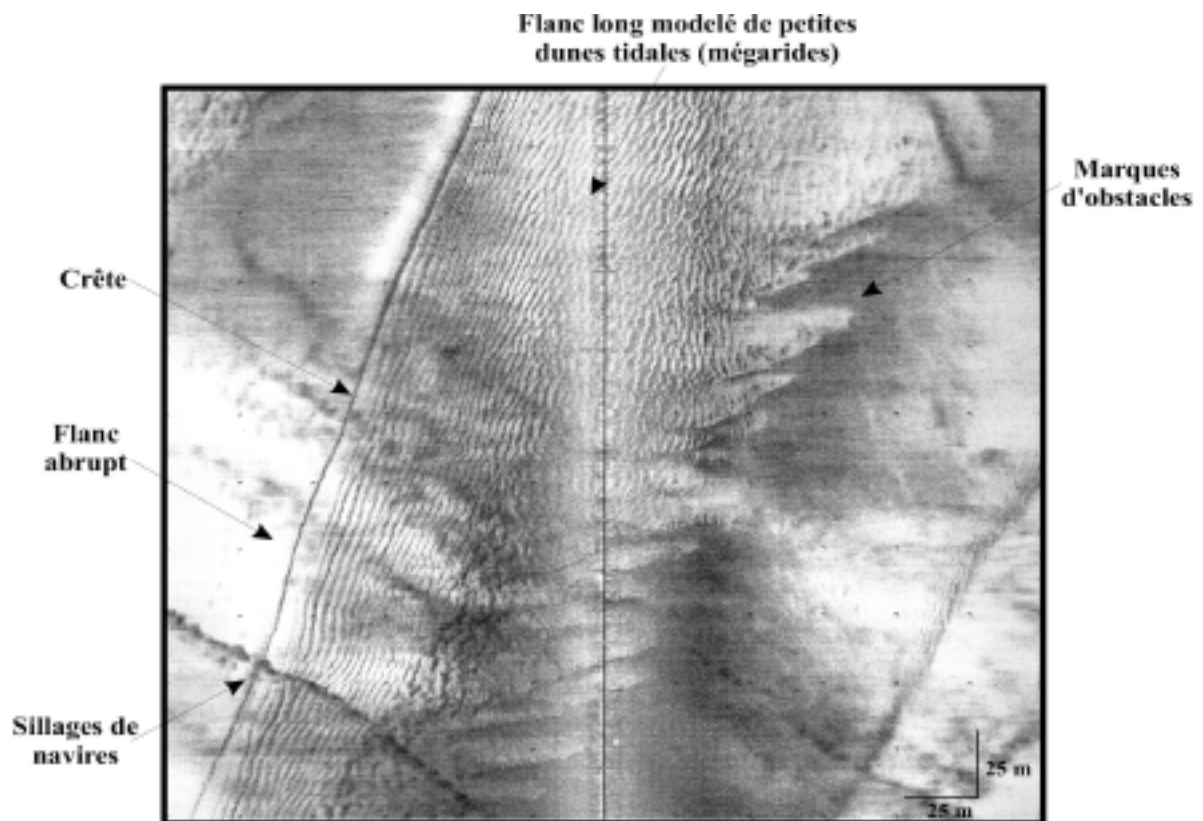 Flanc long modelé de petites
dunes tidales (mégarides)
Marques
d'obstacles
Crête
Flanc
abrupt
Sillages de
navires
25 m
25 m